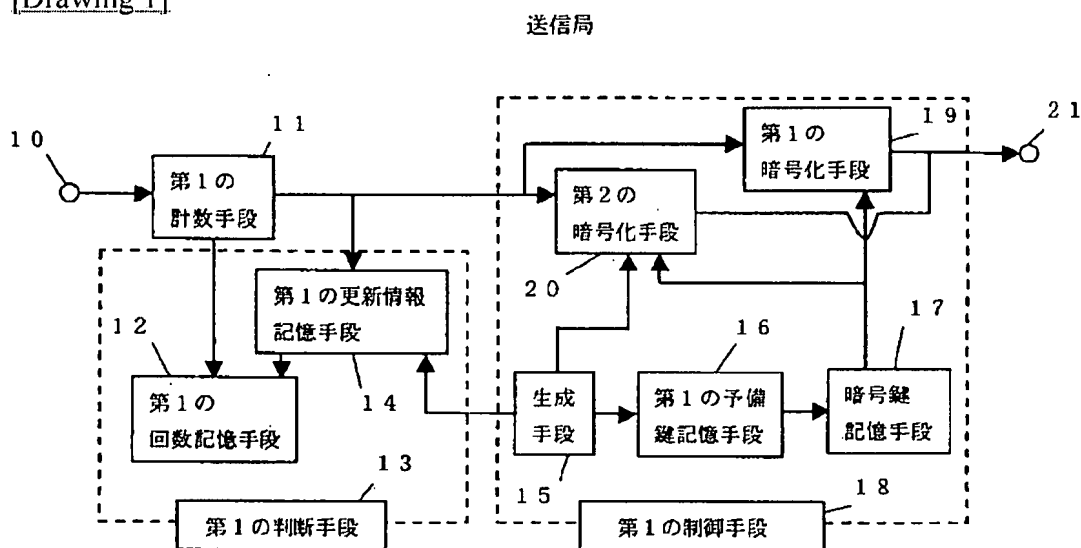 [Drawing 1]
送信局
10
11
第1の
計数手段
12
第1の
回数記憶手段
第1の更新情報
記憶手段
14
13
第1の判断手段
第1の
暗号化手段
19
21
第2の
暗号化手段
20
生成
手段
15
16
第1の予備
鍵記憶手段
17
暗号鍵
記憶手段
18
第1の制御手段